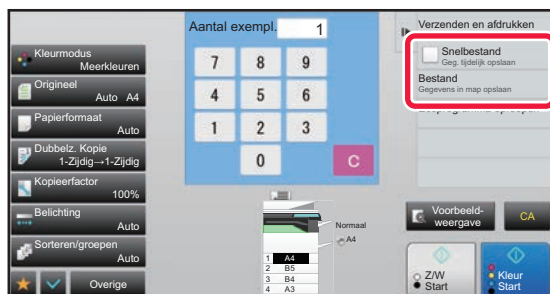 Kleurmodus
Meerkleuren
Origineel
Auto A4
Papierformaat
Auto
Dubbelz. Kopie
1-Zijdig→1-Zijdig
Kopieerfactor
100%
Belichting
Auto
Sorteren/groepen
Auto
Overige
Aantal exempl. 1
7 8 9
4 5 6
1 2 3
0 C
Normaal
A4
1 A4
2 B5
3 B4
4 A3
Verzenden en afdrukken
Snelbestand
Geg. tijdelijk opslaan
Bestand
Gegevens in map opslaan
Voorbeeld-
weergave
CA
Z/W
Start
Kleur
Start